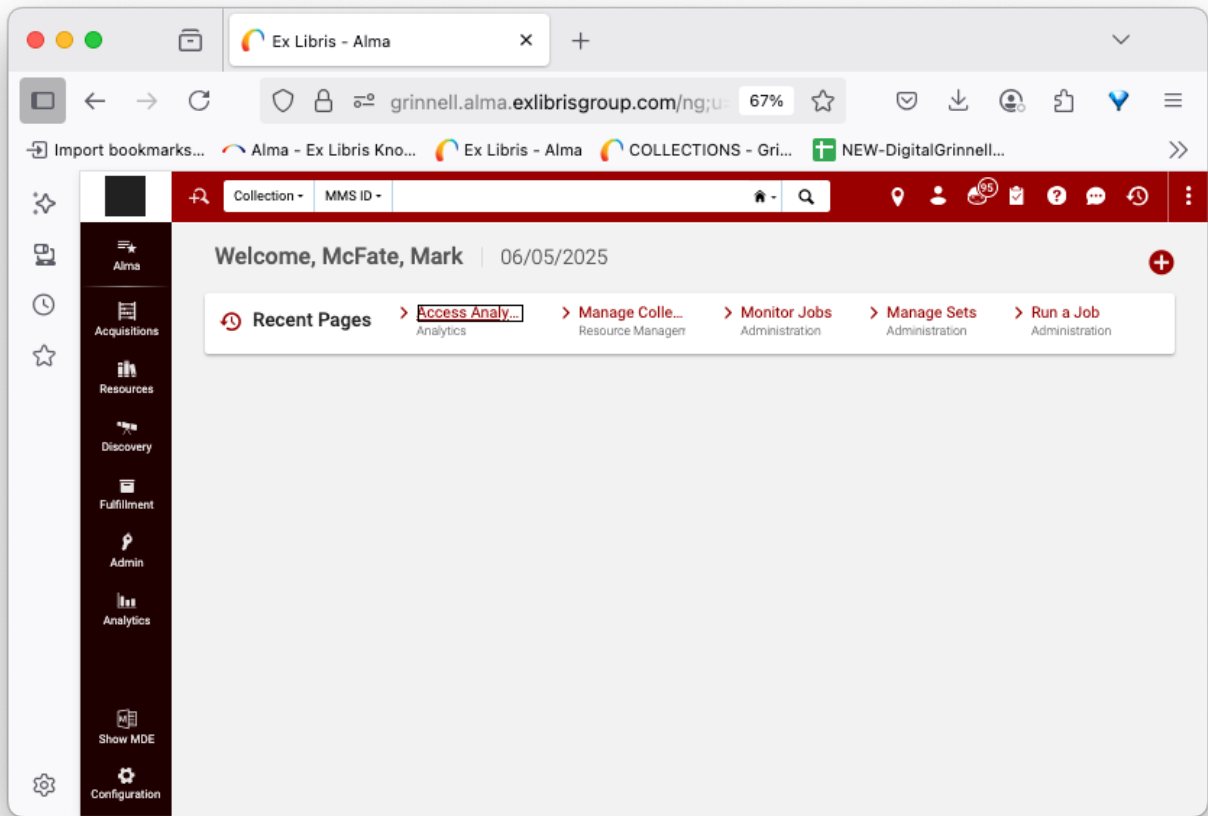 Ex Libris - Alma
grinnell.alma.exlibrisgroup.com/ng;u= 67%
Import bookmarks... Alma - Ex Libris Kno... Ex Libris - Alma COLLECTIONS - Gri... NEW-DigitalGrinnell...
Collection MMS ID 95
Alma
Acquisitions
Resources
Discovery
Fulfillment
Admin
Analytics
Show MDE
Configuration
Welcome, McFate, Mark 06/05/2025
Recent Pages
Access Analy... Manage Colle... Monitor Jobs Manage Sets Run a Job
Analytics Resource Managem Administration Administration Administration